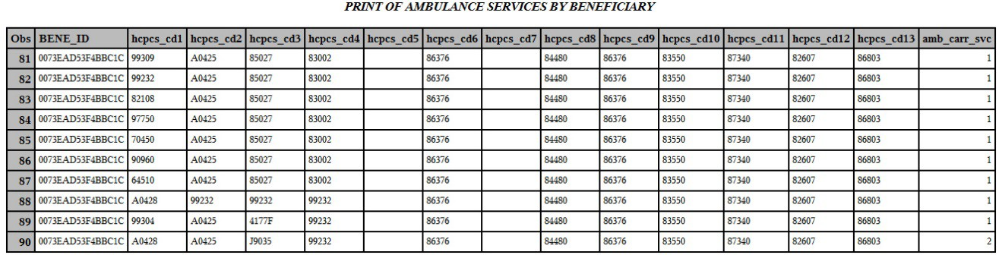 PRINT OF AMBULANCE SERVICES BY BENEFICIARY
Obs BENE_ID hcpcs_cd1 hcpcs_cd2 hcpcs_cd3 hcpcs_cd4 hcpcs_cd5 hcpcs_cd6 hcpcs_cd7 hcpcs_cd8 hcpcs_cd9 hcpcs_cd10 hcpcs_cd11 hcpcs_cd12 hcpcs_cd13 amb_carr_svc
81 0073EAD53F4BBC1C 99309 A0425 85027 83002 86376 84480 86376 83550 87340 82607 86803 1
82 0073EAD53F4BBC1C 99232 A0425 85027 83002 86376 84480 86376 83550 87340 82607 86803 1
83 0073EAD53F4BBC1C 82108 A0425 85027 83002 86376 84480 86376 83550 87340 82607 86803 1
84 0073EAD53F4BBC1C 97750 A0425 85027 83002 86376 84480 86376 83550 87340 82607 86803 1
85 0073EAD53F4BBC1C 70450 A0425 85027 83002 86376 84480 86376 83550 87340 82607 86803 1
86 0073EAD53F4BBC1C 90960 A0425 85027 83002 86376 84480 86376 83550 87340 82607 86803 1
87 0073EAD53F4BBC1C 64510 A0425 85027 83002 86376 84480 86376 83550 87340 82607 86803 1
88 0073EAD53F4BBC1C A0428 99232 99232 99232 86376 84480 86376 83550 87340 82607 86803 1
89 0073EAD53F4BBC1C 99304 A0425 4177F 99232 86376 84480 86376 83550 87340 82607 86803 1
90 0073EAD53F4BBC1C A0428 A0425 J9035 99232 86376 84480 86376 83550 87340 82607 86803 2